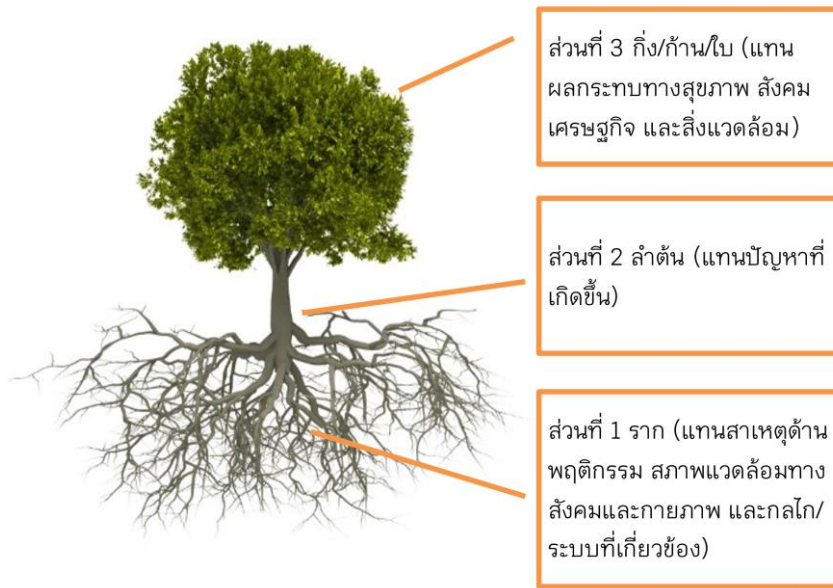 ส่วนที่ 3 กิ่ง/ก้าน/ใบ (แทน
ผลกระทบทางสุขภาพ สังคม
เศรษฐกิจ และสิ่งแวดล้อม)
ส่วนที่ 2 ลำต้น (แทนปัญหาที่
เกิดขึ้น)
ส่วนที่ 1 ราก (แทนสาเหตุด้าน
พฤติกรรม สภาพแวดล้อมทาง
สังคมและกายภาพ และกลไก/
ระบบที่เกี่ยวข้อง)